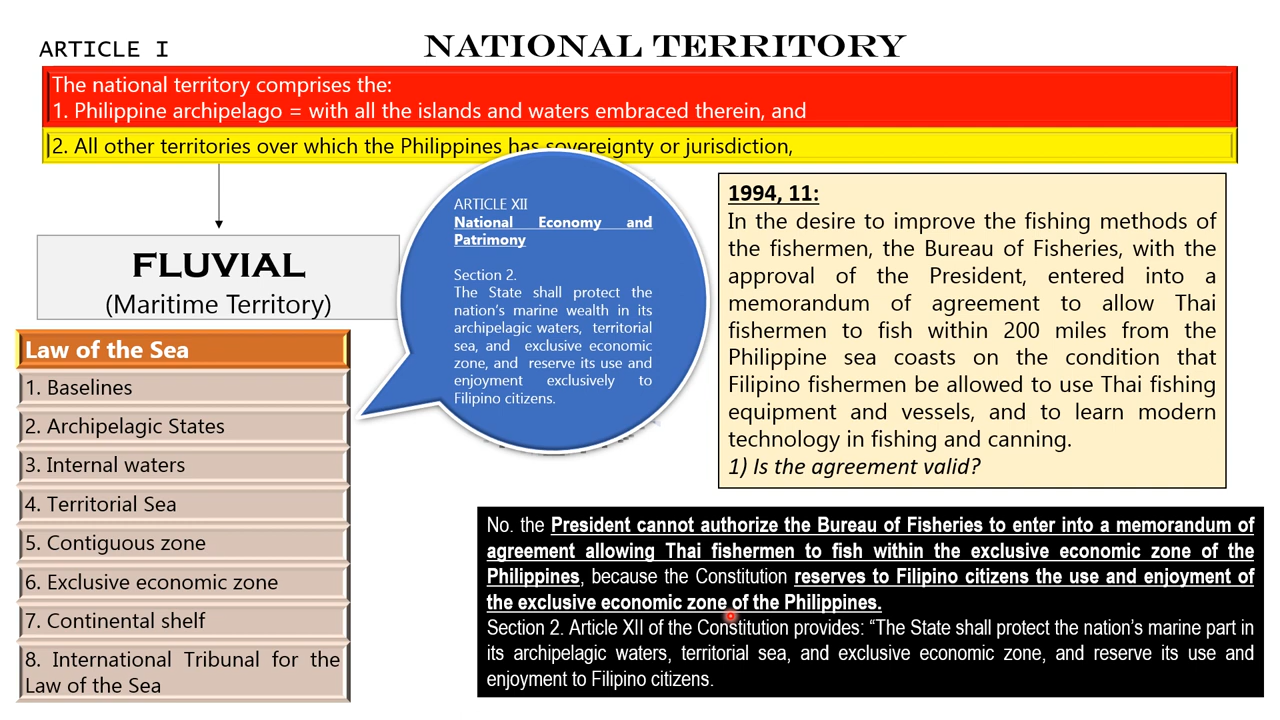 ARTICLE I
NATIONAL TERRITORY
The national territory comprises the:
1. Philippine archipelago = with all the islands and waters embraced therein, and
2. All other territories over which the Philippines has sovereignty or jurisdiction,
FLUVIAL
(Maritime Territory)
Law of the Sea
1. Baselines
2. Archipelagic States
3. Internal waters
4. Territorial Sea
5. Contiguous zone
6. Exclusive economic zone
7. Continental shelf
8. International Tribunal for the
Law of the Sea
ARTICLE XII
National Economy and
Patrimony
Section 2.
The State shall protect the
nation's marine wealth in its
archipelagic waters, territorial
sea, and exclusive economic
zone, and reserve its use and
enjoyment exclusively to
Filipino citizens.
1994, 11:
In the desire to improve the fishing methods of
the fishermen, the Bureau of Fisheries, with the
approval of the President, entered into a
memorandum of agreement to allow Thai
fishermen to fish within 200 miles from the
Philippine sea coasts on the condition that
Filipino fishermen be allowed to use Thai fishing
equipment and vessels, and to learn modern
technology in fishing and canning.
1) Is the agreement valid?
No. the President cannot authorize the Bureau of Fisheries to enter into a memorandum of
agreement allowing Thai fishermen to fish within the exclusive economic zone of the
Philippines, because the Constitution reserves to Filipino citizens the use and enjoyment of
the exclusive economic zone of the Philippines.
Section 2. Article XII of the Constitution provides: “The State shall protect the nation's marine part in
its archipelagic waters, territorial sea, and exclusive economic zone, and reserve its use and
enjoyment to Filipino citizens.